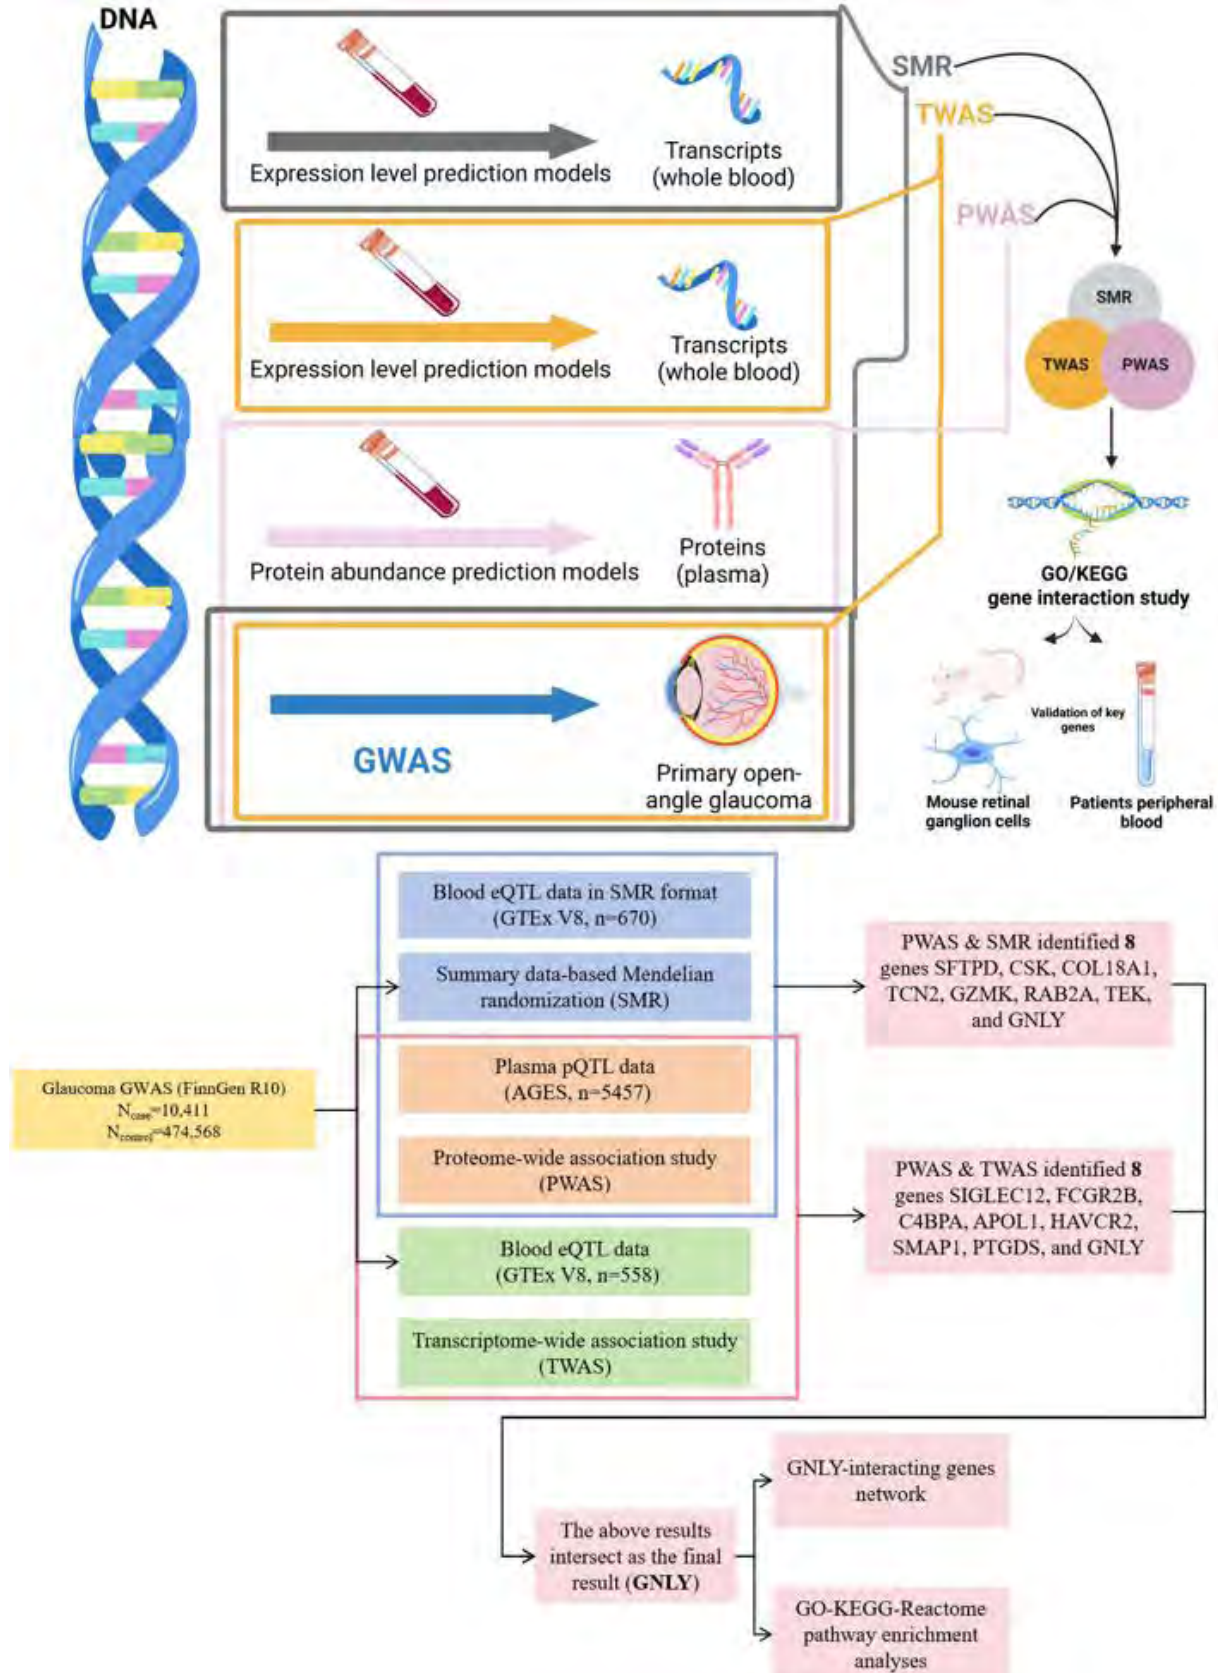 DNA
Expression level prediction models
Transcripts
(whole blood)
Expression level prediction models
Transcripts
(whole blood)
Protein abundance prediction models
Proteins
(plasma)
GWAS
Primary open-
angle glaucoma
SMR
TWAS
PWAS
SMR
TWAS
PWAS
GO/KEGG
gene interaction study
Validation of key
genes
Mouse retinal
ganglion cells
Patients peripheral
blood
Glaucoma GWAS (FinnGen R10)
Ncase=10,411
Ncontrol=474,568
Blood eQTL data in SMR format
(GTEx V8, n=670)
Summary data-based Mendelian
randomization (SMR)
Plasma pQTL data
(AGES, n=5457)
Proteome-wide association study
(PWAS)
Blood eQTL data
(GTEx V8, n=558)
Transcriptome-wide association study
(TWAS)
PWAS & SMR identified 8
genes SFTPD, CSK, COL18A1,
TCN2, GZMK, RAB2A, TEK,
and GNLY
PWAS & TWAS identified 8
genes SIGLEC12, FCGR2B,
C4BPA, APOL1, HAVCR2,
SMAP1, PTGDS, and GNLY
The above results
intersect as the final
result (GNLY)
GNLY-interacting genes
network
GO-KEGG-Reactome
pathway enrichment
analyses